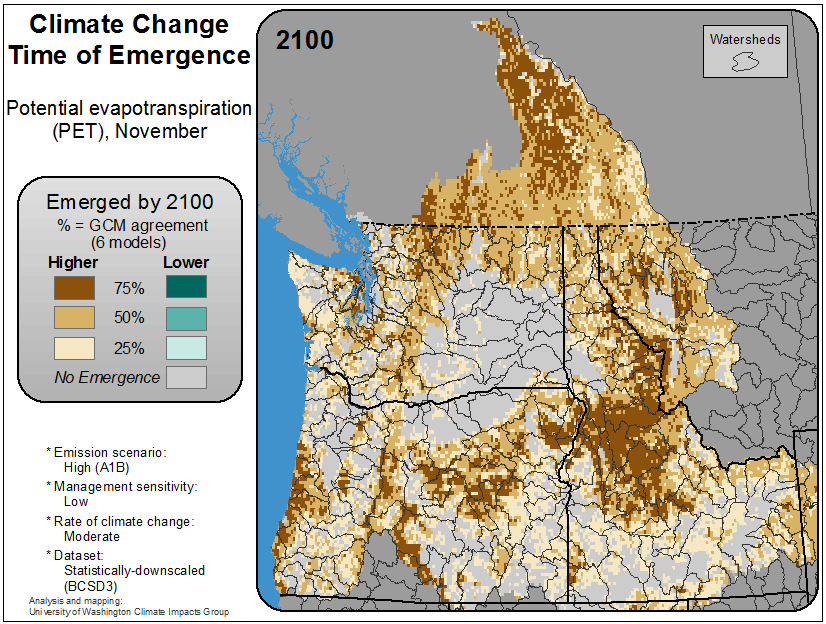 Climate Change
Time of Emergence
Potential evapotranspiration
(PET), November
Emerged by 2100
% = GCM agreement
(6 models)
Higher Lower
75%
50%
25%
No Emergence
* Emission scenario:
High (A1B)
* Management sensitivity:
Low
* Rate of climate change:
Moderate
* Dataset:
Statistically-downscaled
(BCSD3)
Analysis and mapping:
University of Washington Climate Impacts Group
2100
Watersheds